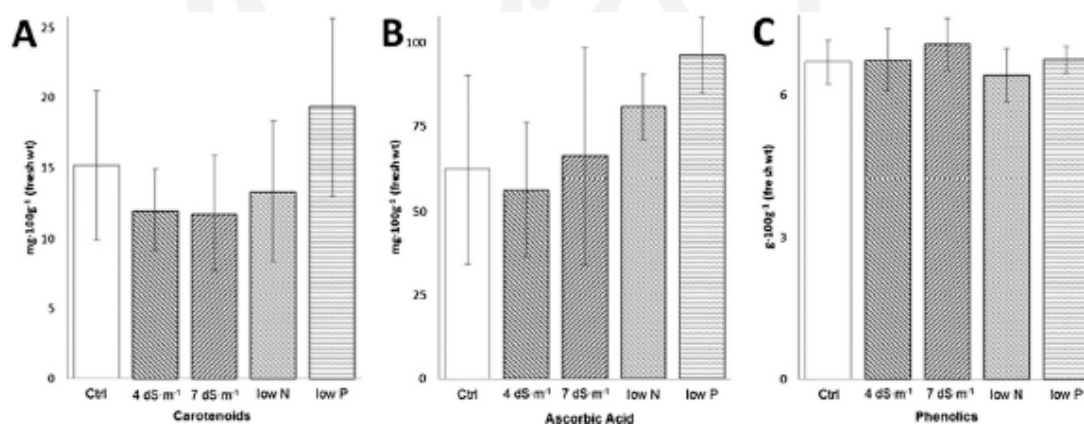 A
25
20
15
10
5
0
mg·100g⁻¹ (fresh wt)
Ctrl 4 dS·m⁻¹ 7 dS·m⁻¹ low N low P
Carotenoids
B
100
75
50
25
0
mg·100g⁻¹ (fresh wt)
Ctrl 4 dS·m⁻¹ 7 dS·m⁻¹ low N low P
Ascorbic Acid
C
6
3
0
g·100g⁻¹ (fresh wt)
Ctrl 4 dS·m⁻¹ 7 dS·m⁻¹ low N low P
Phenolics